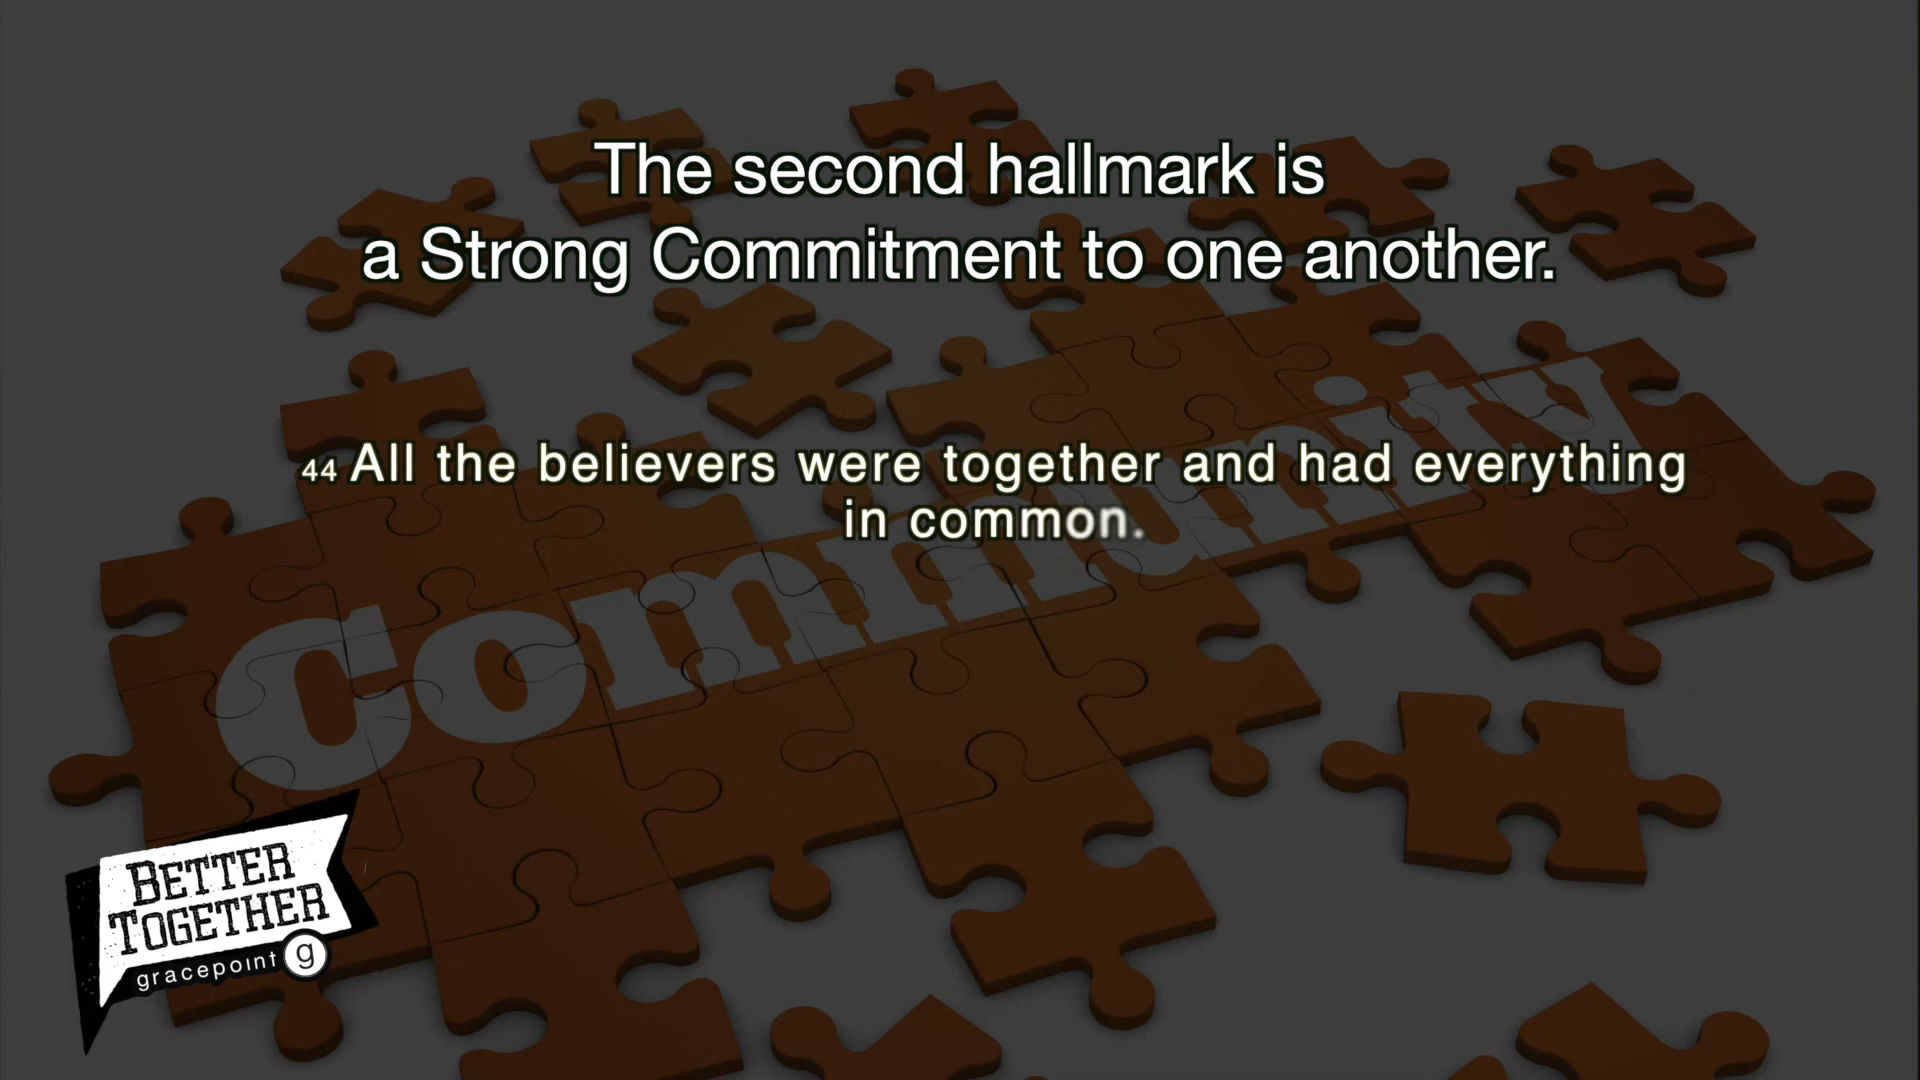 The second hallmark is
a Strong Commitment to one another.
44 All the believers were together and had everything
in common.
Community
BETTER
TOGETHER
gracepoint g